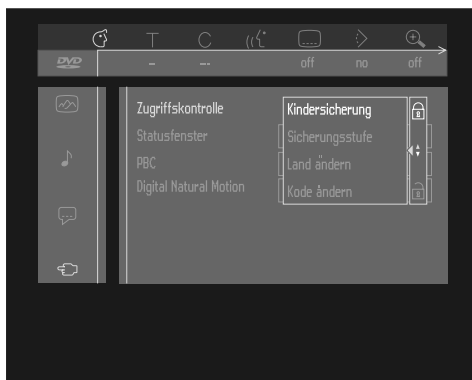 T C
DVD – --- off no off
Zugriffskontrolle Kindersicherung
Statusfenster Sicherungsstufe
PBC Land ändern
Digital Natural Motion Kode ändern